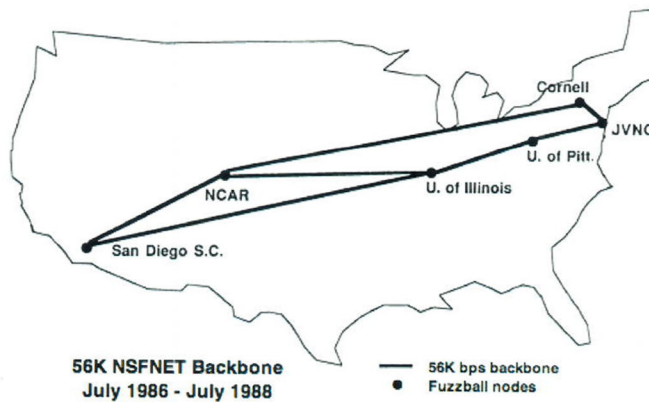 Cornell
JVNC
U. of Pitt.
NCAR
U. of Illinois
San Diego S.C.
56K NSFNET Backbone
July 1986 - July 1988
56K bps backbone
Fuzzball nodes